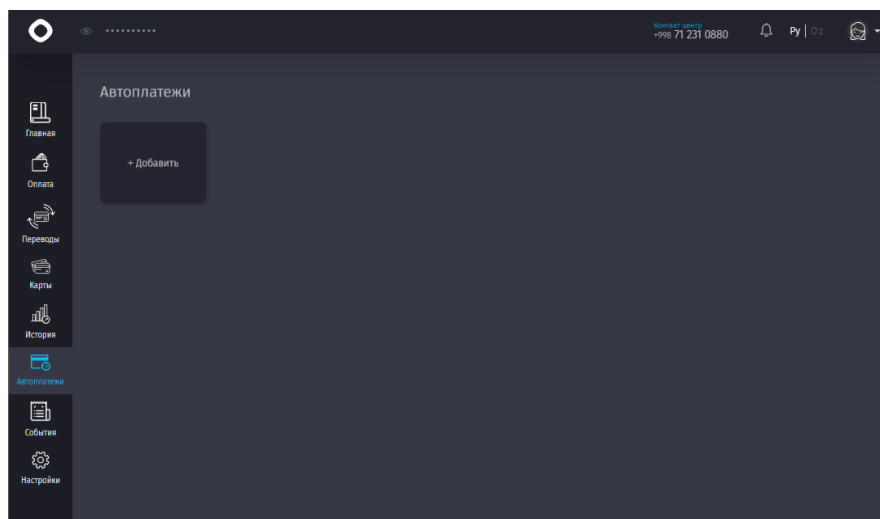 Контакт центр
+998 71 231 0880
Ру | O'z
Автоплатежи
+ Добавить
Главная
Оплата
Переводы
Карты
История
Автоплатежи
События
Настройки